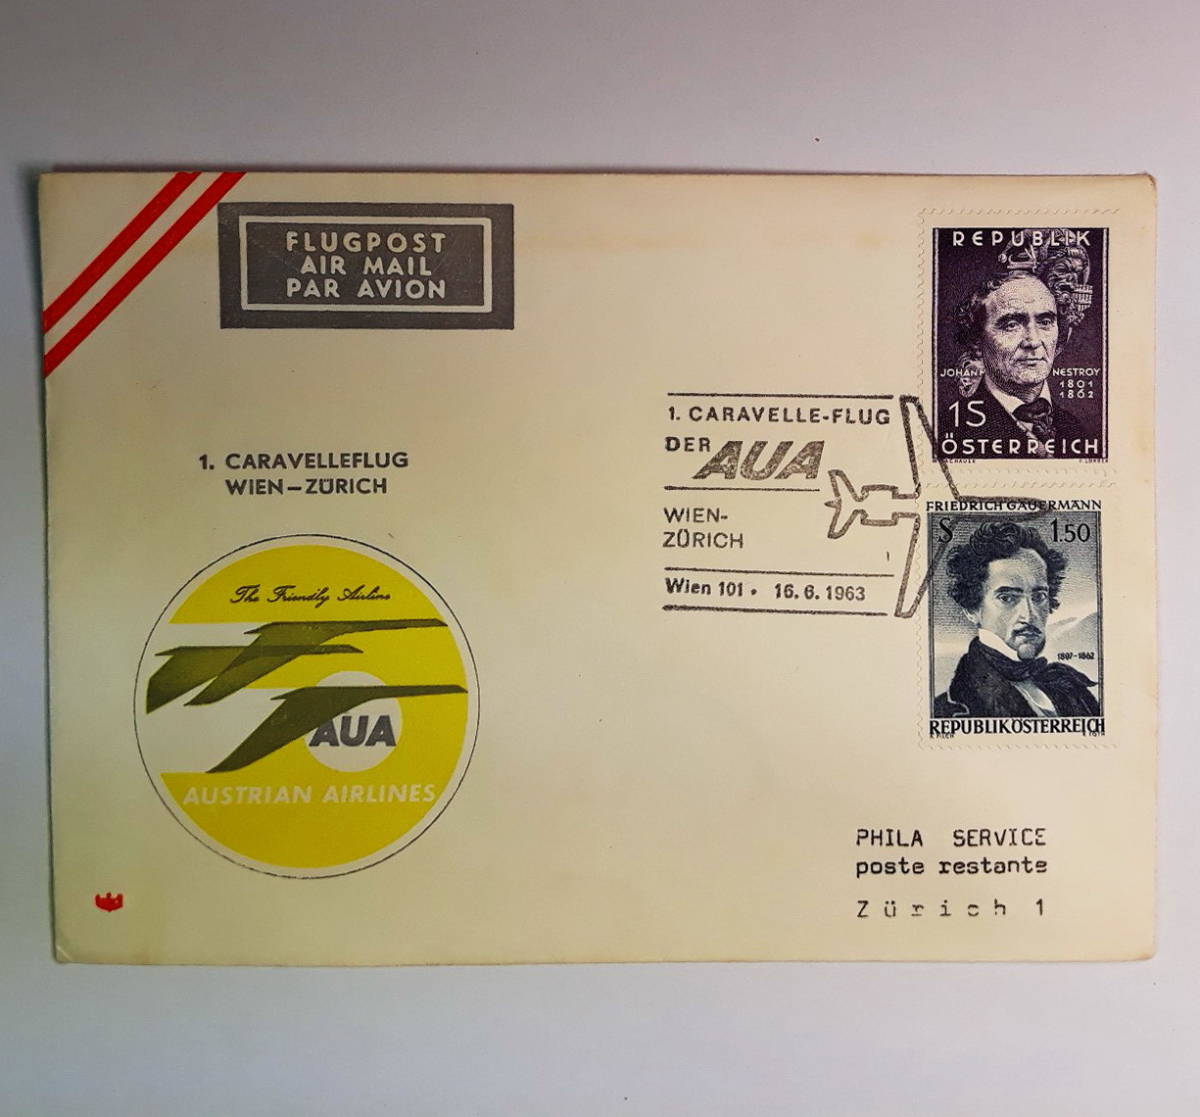 FLUGPOST
AIR MAIL
PAR AVION
REPUBLIK
JOHANN NESTROY
1801
1862
1S
ÖSTERREICH
1. CARAVELLE-FLUG
DER AUA
WIEN-
ZÜRICH
Wien 101 • 16.6.1963
1. CARAVELLEFLUG
WIEN–ZÜRICH
FRIEDRICH GAUERMANN
S 1.50
1807-1862
REPUBLIK ÖSTERREICH
The Friendly Airline
AUA
AUSTRIAN AIRLINES
PHILA SERVICE
poste restante
Zürich 1